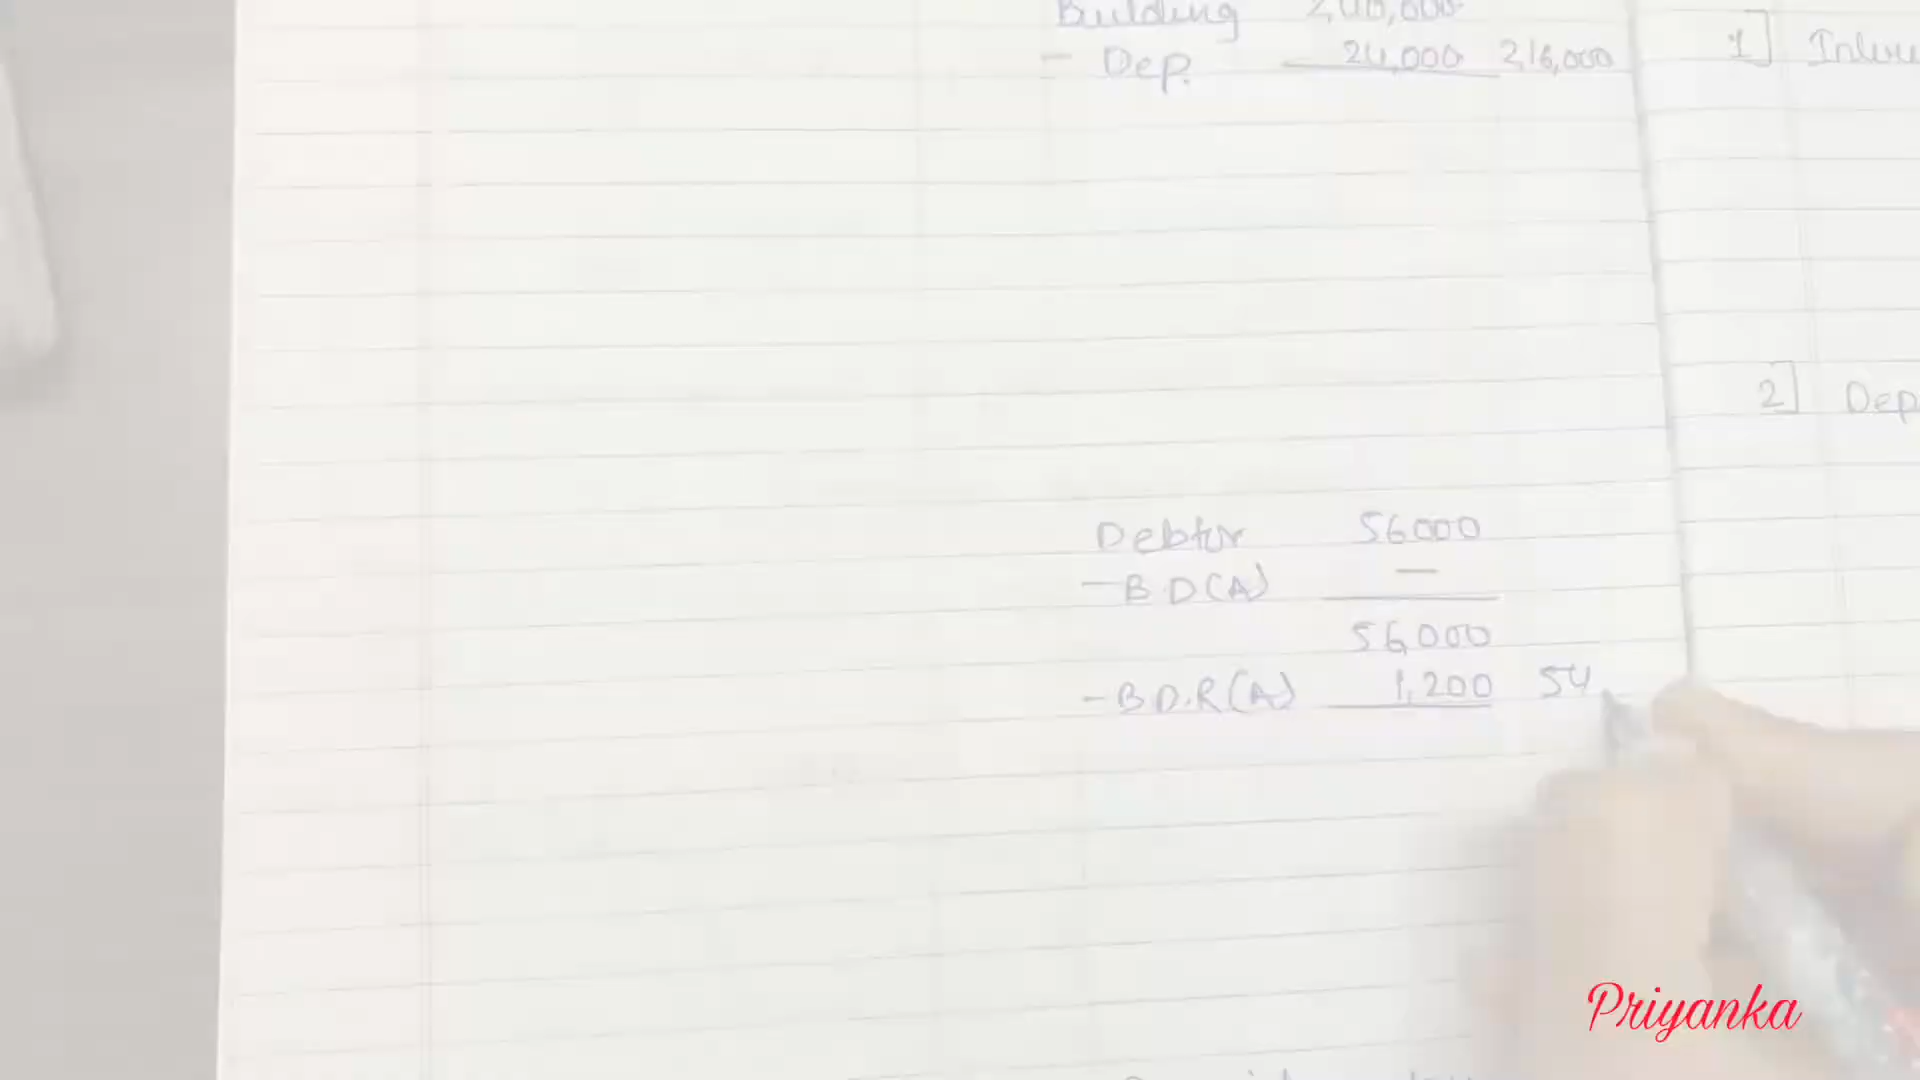 Building 2,40,000
- Dep. 24,000 2,16,000
1] 
2] Dep
Debtor 56000
- B D (A) —
56,000
- B D.R (A) 1,200 54
Priyanka